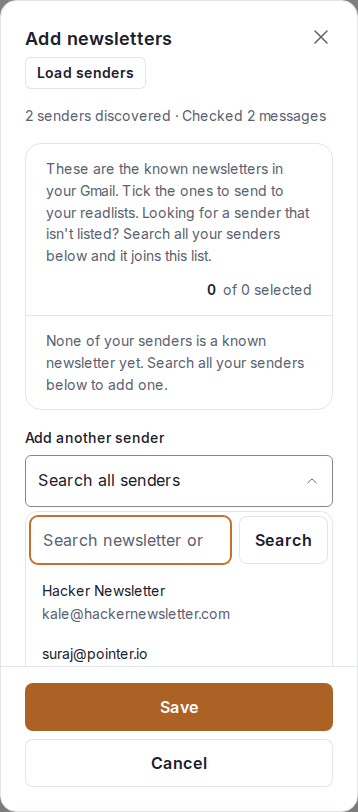 Add newsletters
Load senders
2 senders discovered · Checked 2 messages
These are the known newsletters in
your Gmail. Tick the ones to send to
your readlists. Looking for a sender that
isn't listed? Search all your senders
below and it joins this list.
0 of 0 selected
None of your senders is a known
newsletter yet. Search all your senders
below to add one.
Add another sender
Search all senders
Search newsletter or
Search
Hacker Newsletter
kale@hackernewsletter.com
suraj@pointer.io
Save
Cancel